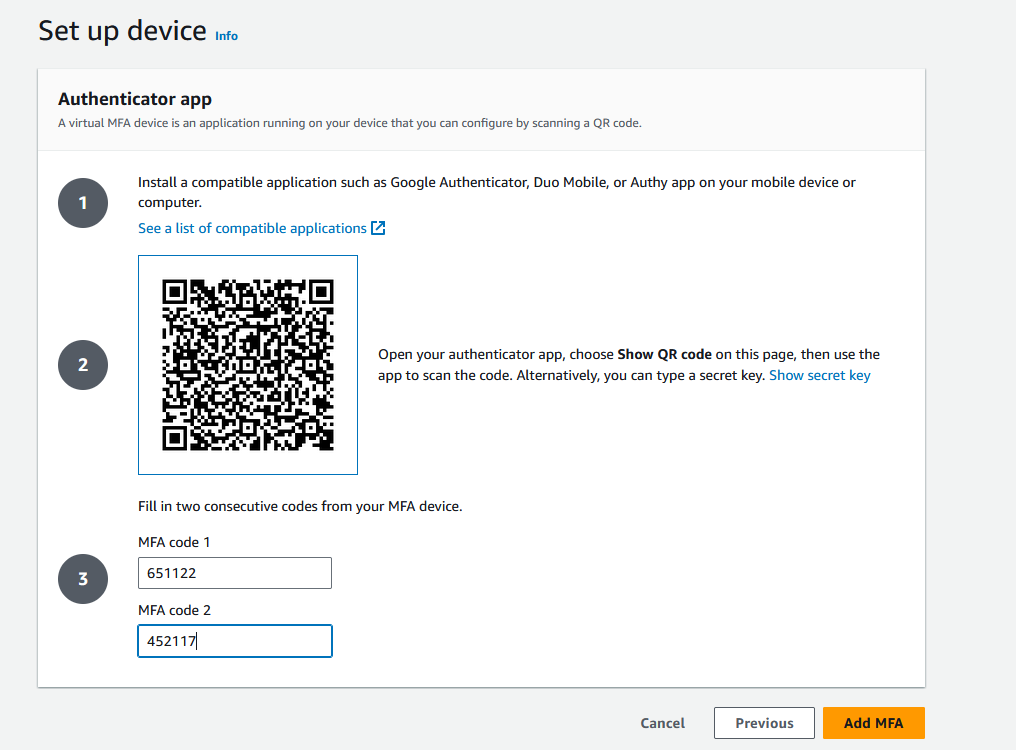 Set up device Info
Authenticator app
A virtual MFA device is an application running on your device that you can configure by scanning a QR code.
1
Install a compatible application such as Google Authenticator, Duo Mobile, or Authy app on your mobile device or
computer.
See a list of compatible applications
2
Open your authenticator app, choose Show QR code on this page, then use the
app to scan the code. Alternatively, you can type a secret key. Show secret key
3
Fill in two consecutive codes from your MFA device.
MFA code 1
651122
MFA code 2
452117
Cancel
Previous
Add MFA